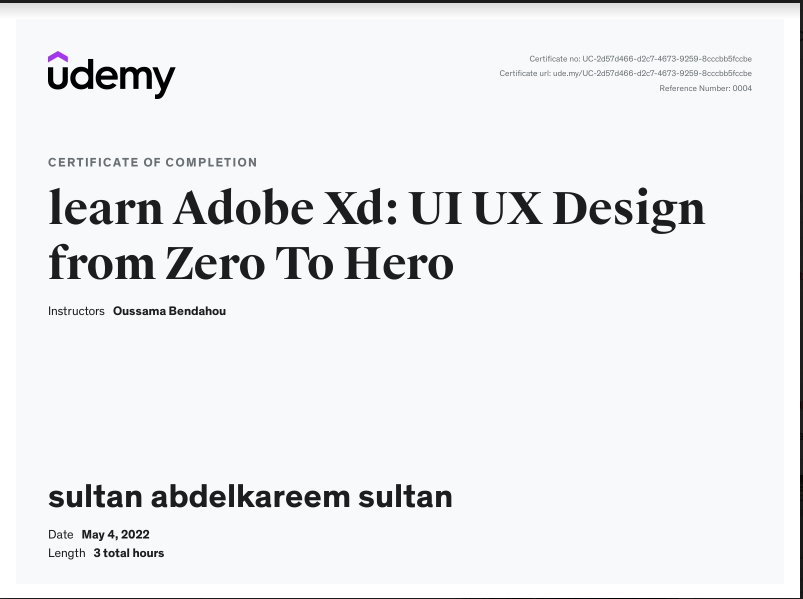 udemy
Certificate no: UC-2d57d466-d2c7-4673-9259-8cccbb5fccbe
Certificate url: ude.my/UC-2d57d466-d2c7-4673-9259-8cccbb5fccbe
Reference Number: 0004
CERTIFICATE OF COMPLETION
learn Adobe Xd: UI UX Design
from Zero To Hero
Instructors Oussama Bendahou
sultan abdelkareem sultan
Date May 4, 2022
Length 3 total hours